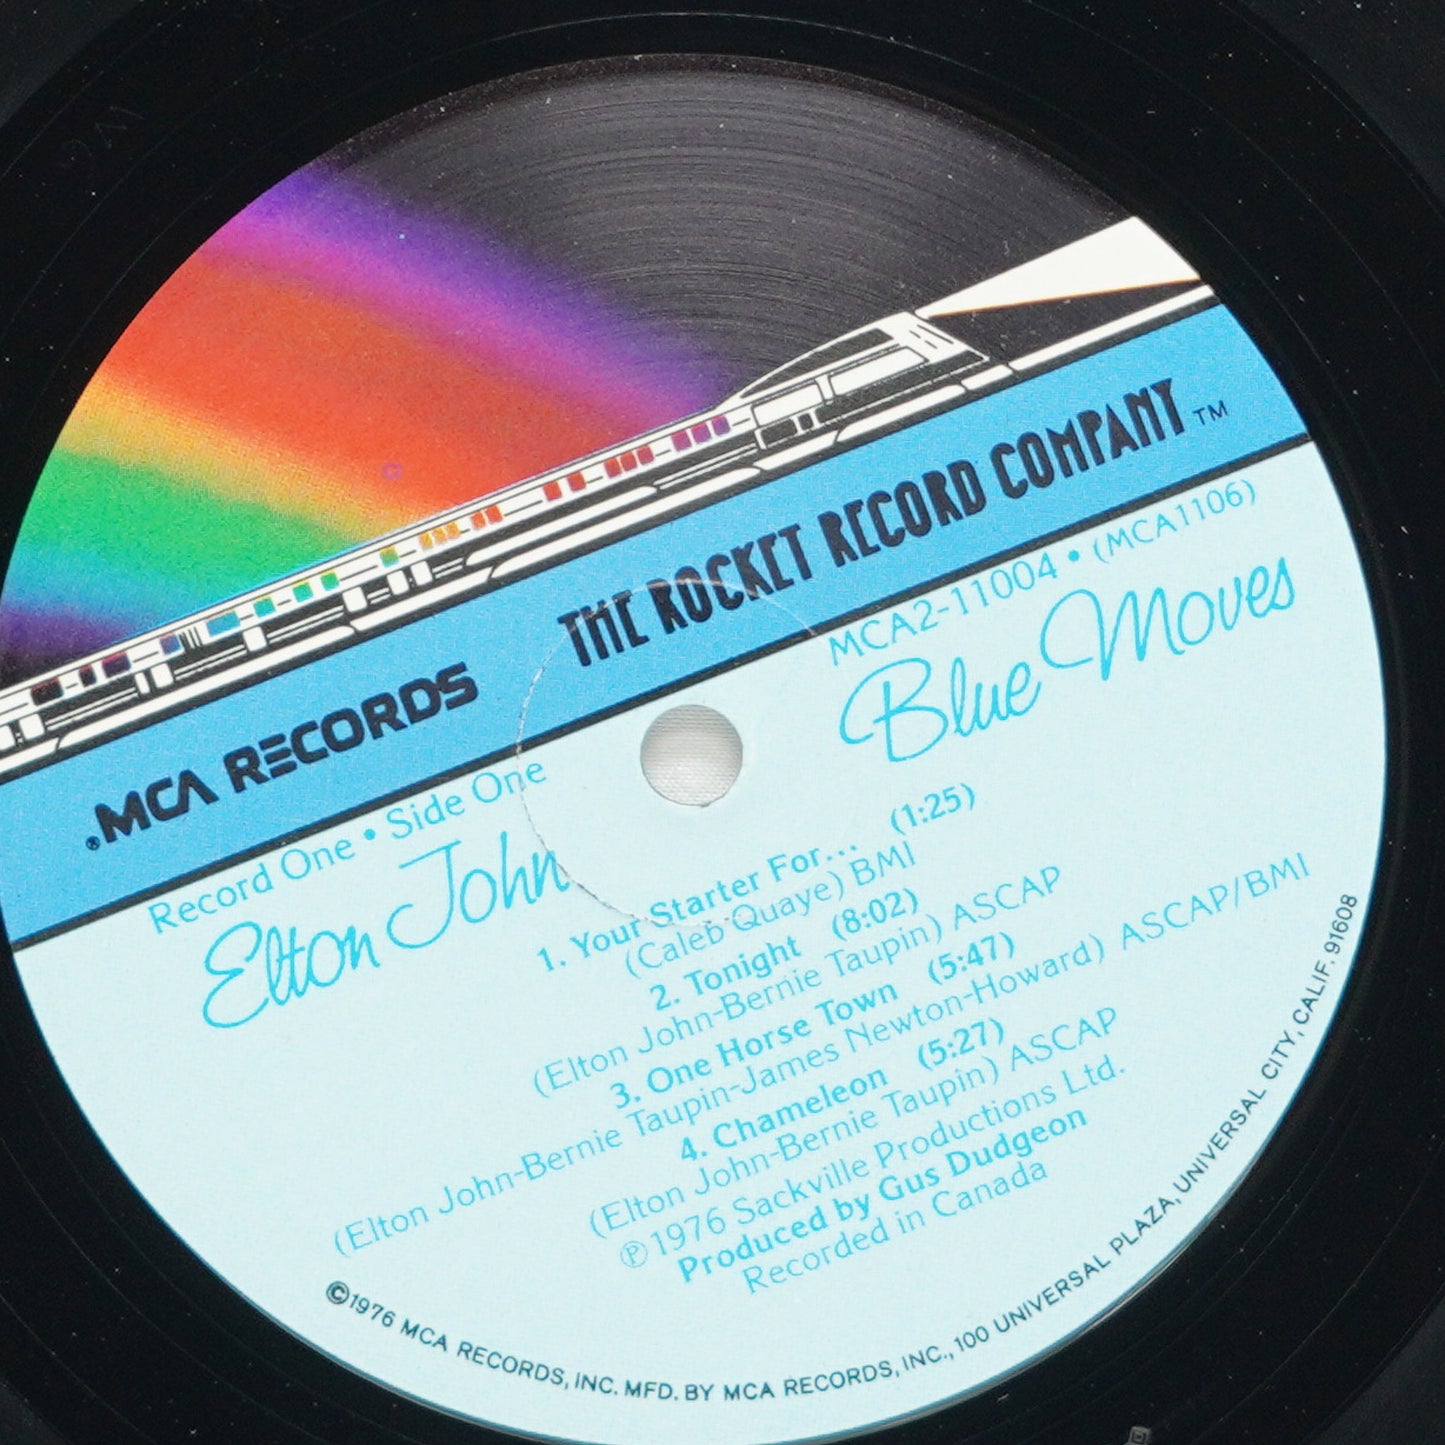 THE ROCKET RECORD COMPANY™
®MCA RECORDS
MCA2-11004 • (MCA1106)
Record One • Side One
Blue Moves
Elton John
1. Your Starter For... (1:25)
(Caleb Quaye) BMI
2. Tonight (8:02)
(Elton John-Bernie Taupin) ASCAP
3. One Horse Town (5:47)
(Elton John-Bernie Taupin-James Newton-Howard) ASCAP/BMI
4. Chameleon (5:27)
(Elton John-Bernie Taupin) ASCAP
℗1976 Sackville Productions Ltd.
Produced by Gus Dudgeon
Recorded in Canada
©1976 MCA RECORDS, INC. MFD. BY MCA RECORDS, INC., 100 UNIVERSAL PLAZA, UNIVERSAL CITY, CALIF. 91608